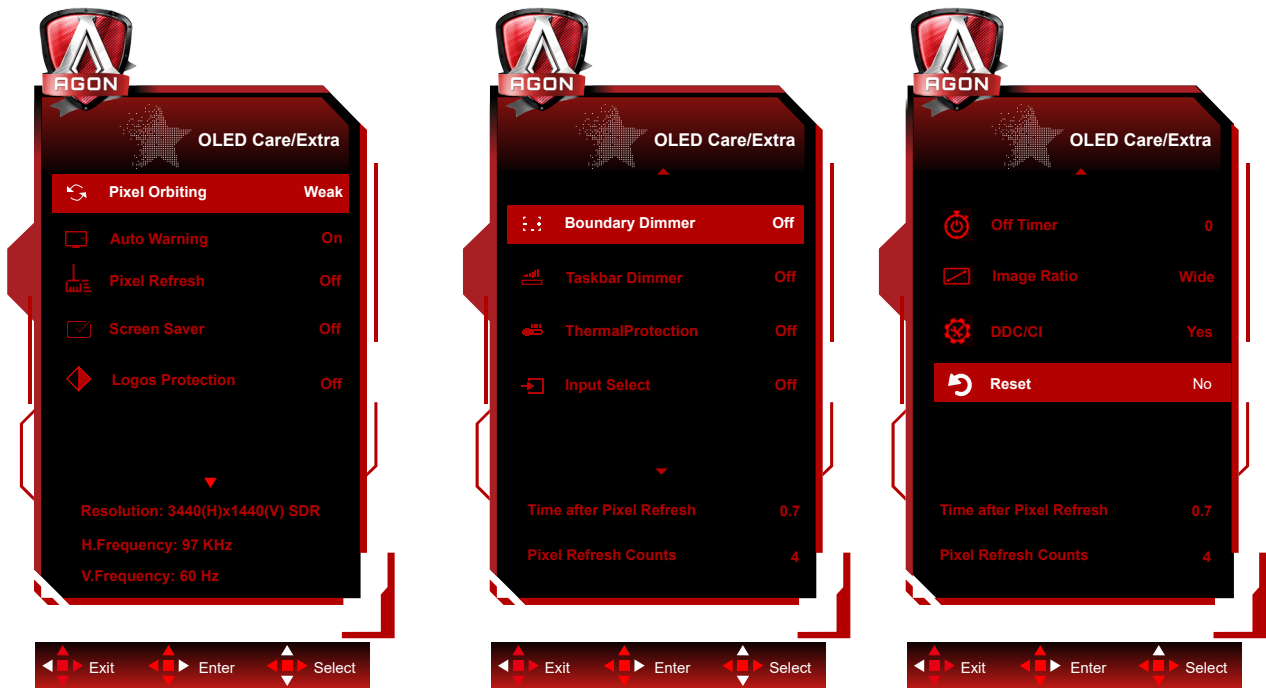 AGON
OLED Care/Extra
Pixel Orbiting Weak
Auto Warning On
Pixel Refresh Off
Screen Saver Off
Logos Protection Off
Resolution: 3440(H)x1440(V) SDR
H.Frequency: 97 KHz
V.Frequency: 60 Hz
Exit Enter Select
AGON
OLED Care/Extra
Boundary Dimmer Off
Taskbar Dimmer Off
ThermalProtection Off
Input Select Off
Time after Pixel Refresh 0.7
Pixel Refresh Counts 4
Exit Enter Select
AGON
OLED Care/Extra
Off Timer 0
Image Ratio Wide
DDC/CI Yes
Reset No
Time after Pixel Refresh 0.7
Pixel Refresh Counts 4
Exit Enter Select